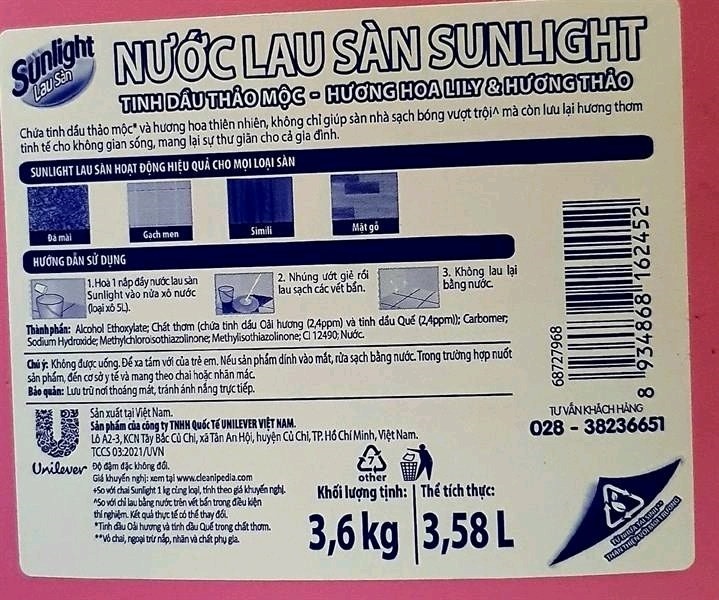 Sunlight
Lau Sàn
NƯỚC LAU SÀN SUNLIGHT
TINH DẦU THẢO MỘC - HƯƠNG HOA LILY & HƯƠNG THẢO
Chứa tinh dầu thảo mộc* và hương hoa thiên nhiên, không chỉ giúp sàn nhà sạch bóng vượt trội^ mà còn lưu lại hương thơm
tinh tế cho không gian sống, mang lại sự thư giãn cho cả gia đình.
SUNLIGHT LAU SÀN HOẠT ĐỘNG HIỆU QUẢ CHO MỌI LOẠI SÀN
Đá mài
Gạch men
Simili
Mặt gỗ
HƯỚNG DẪN SỬ DỤNG
1. Hoà 1 nắp đầy nước lau sàn
Sunlight vào nửa xô nước
(loại xô 5L).
2. Nhúng ướt giẻ rồi
lau sạch các vết bẩn.
3. Không lau lại
bằng nước.
Thành phần: Alcohol Ethoxylate; Chất thơm (chứa tinh dầu Oải hương (2,4ppm) và tinh dầu Quế (2,4ppm)); Carbomer;
Sodium Hydroxide; Methylchloroisothiazolinone; Methylisothiazolinone; CI 12490; Nước.
Chú ý: Không được uống. Để xa tầm với của trẻ em. Nếu sản phẩm dính vào mắt, rửa sạch bằng nước. Trong trường hợp nuốt
sản phẩm, đến cơ sở y tế và mang theo chai hoặc nhãn mác.
Bảo quản: Lưu trữ nơi thoáng mát, tránh ánh nắng trực tiếp.
Sản xuất tại Việt Nam.
Sản phẩm của công ty TNHH Quốc Tế UNILEVER VIỆT NAM.
Lô A2-3, KCN Tây Bắc Củ Chi, xã Tân An Hội, huyện Củ Chi, TP. Hồ Chí Minh, Việt Nam.
TCCS 03:2021/UVN
Unilever
Độ đậm đặc không đổi.
Giá khuyến nghị: xem tại www.cleanipedia.com
+So với chai Sunlight 1 kg cùng loại, tính theo giá khuyến nghị.
^So với chỉ lau bằng nước trên vết bẩn trong điều kiện
thí nghiệm. Kết quả thực tế có thể thay đổi.
*Tinh dầu Oải hương và tinh dầu Quế trong chất thơm.
**Vỏ chai, ngoại trừ nắp, nhãn và chất phụ gia.
7
other
Khối lượng tịnh:
3,6 kg
Thể tích thực:
3,58 L
68727968
8 934868 162452
TƯ VẤN KHÁCH HÀNG
028 - 38236651
TỪ NHỰA TÁI SINH**
THÂN THIỆN VỚI MÔI TRƯỜNG